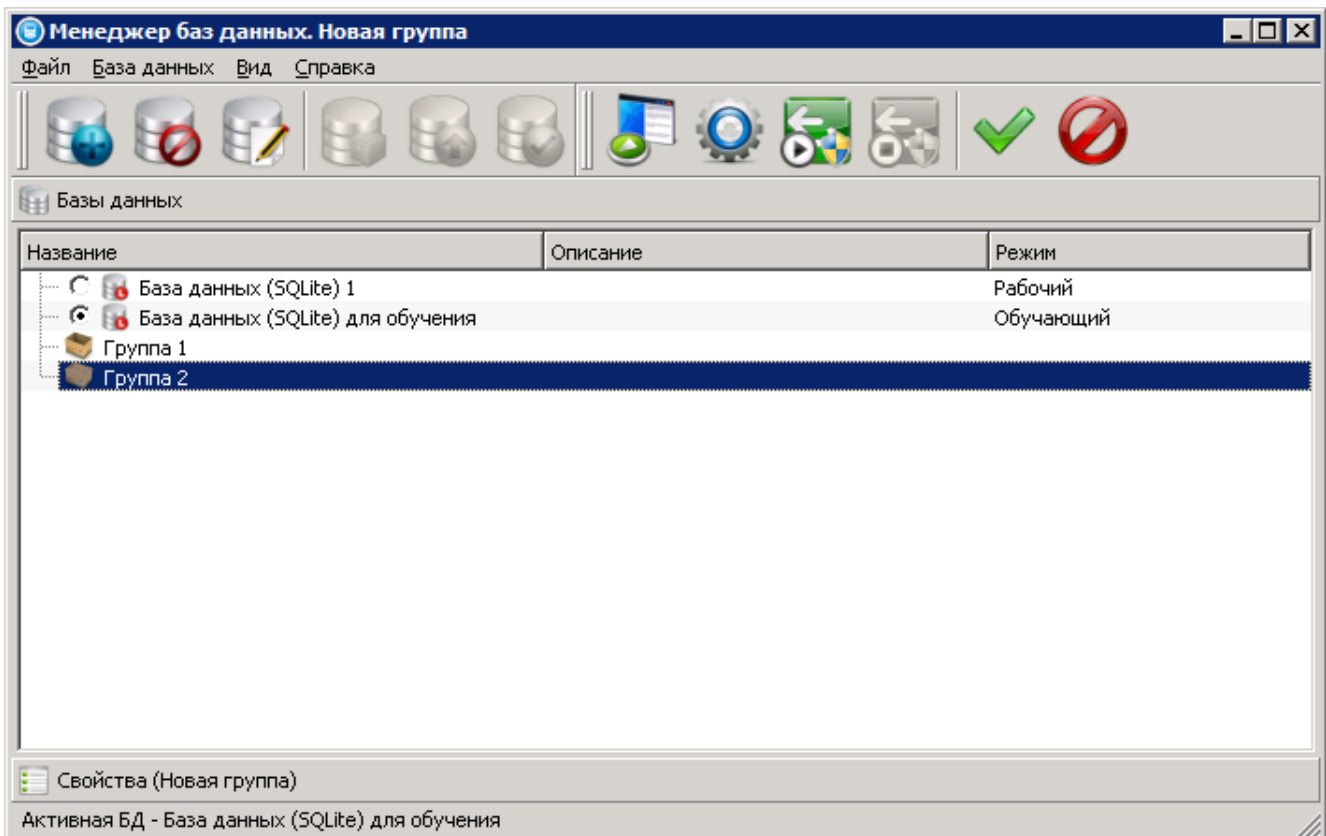 Менеджер баз данных. Новая группа
Файл База данных Вид Справка
Базы данных
Название Описание Режим
База данных (SQLite) 1 Рабочий
База данных (SQLite) для обучения Обучающий
Группа 1
Группа 2
Свойства (Новая группа)
Активная БД - База данных (SQLite) для обучения